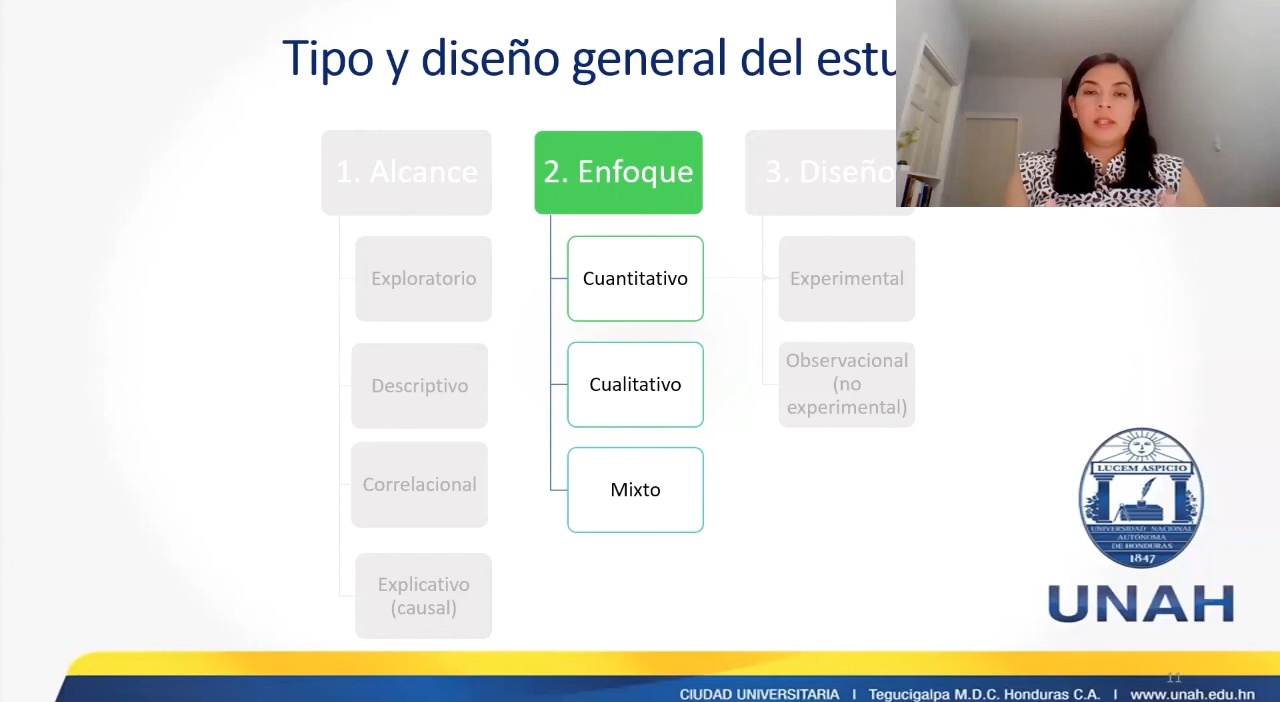 Tipo y diseño general del estu
1. Alcance
Exploratorio
Descriptivo
Correlacional
Explicativo
(causal)
2. Enfoque
Cuantitativo
Cualitativo
Mixto
3. Diseño
Experimental
Observacional
(no
experimental)
LUCEM ASPICIO
UNIVERSIDAD NACIONAL
AUTÓNOMA
DE HONDURAS
1847
UNAH
11
CIUDAD UNIVERSITARIA I Tegucigalpa M.D.C. Honduras C.A. I www.unah.edu.hn